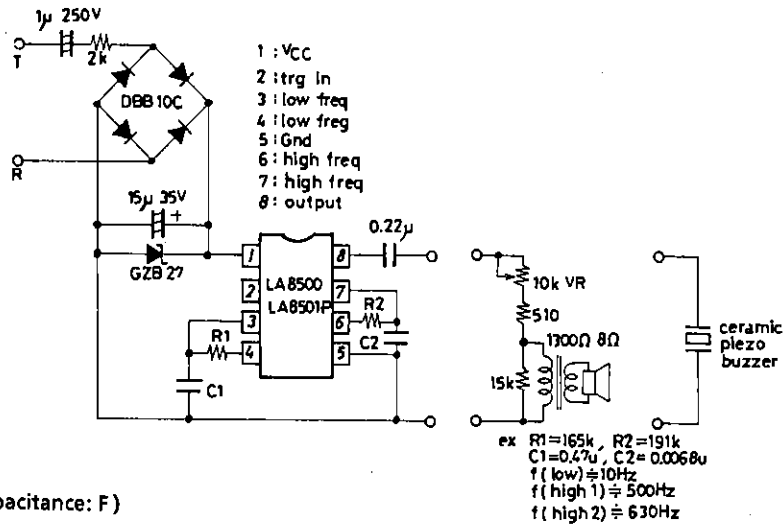 1μ 250V
T
2k
DBB10C
R
15μ 35V
+
GZB 27
1 : VCC
2 : trg in
3 : low freq
4 : low freg
5 : Gnd
6 : high freq
7 : high freq
8 : output
0.22μ
1
2
3
4
8
7
6
5
LA8500
LA8501P
R1
C1
R2
C2
10k VR
510
1300Ω 8Ω
15k
ceramic
piezo
buzzer
ex R1=165k, R2=191k
C1=0.47u, C2=0.0068u
f(low)≑10Hz
f(high 1)≑500Hz
f(high 2)≑630Hz
pacitance: F)